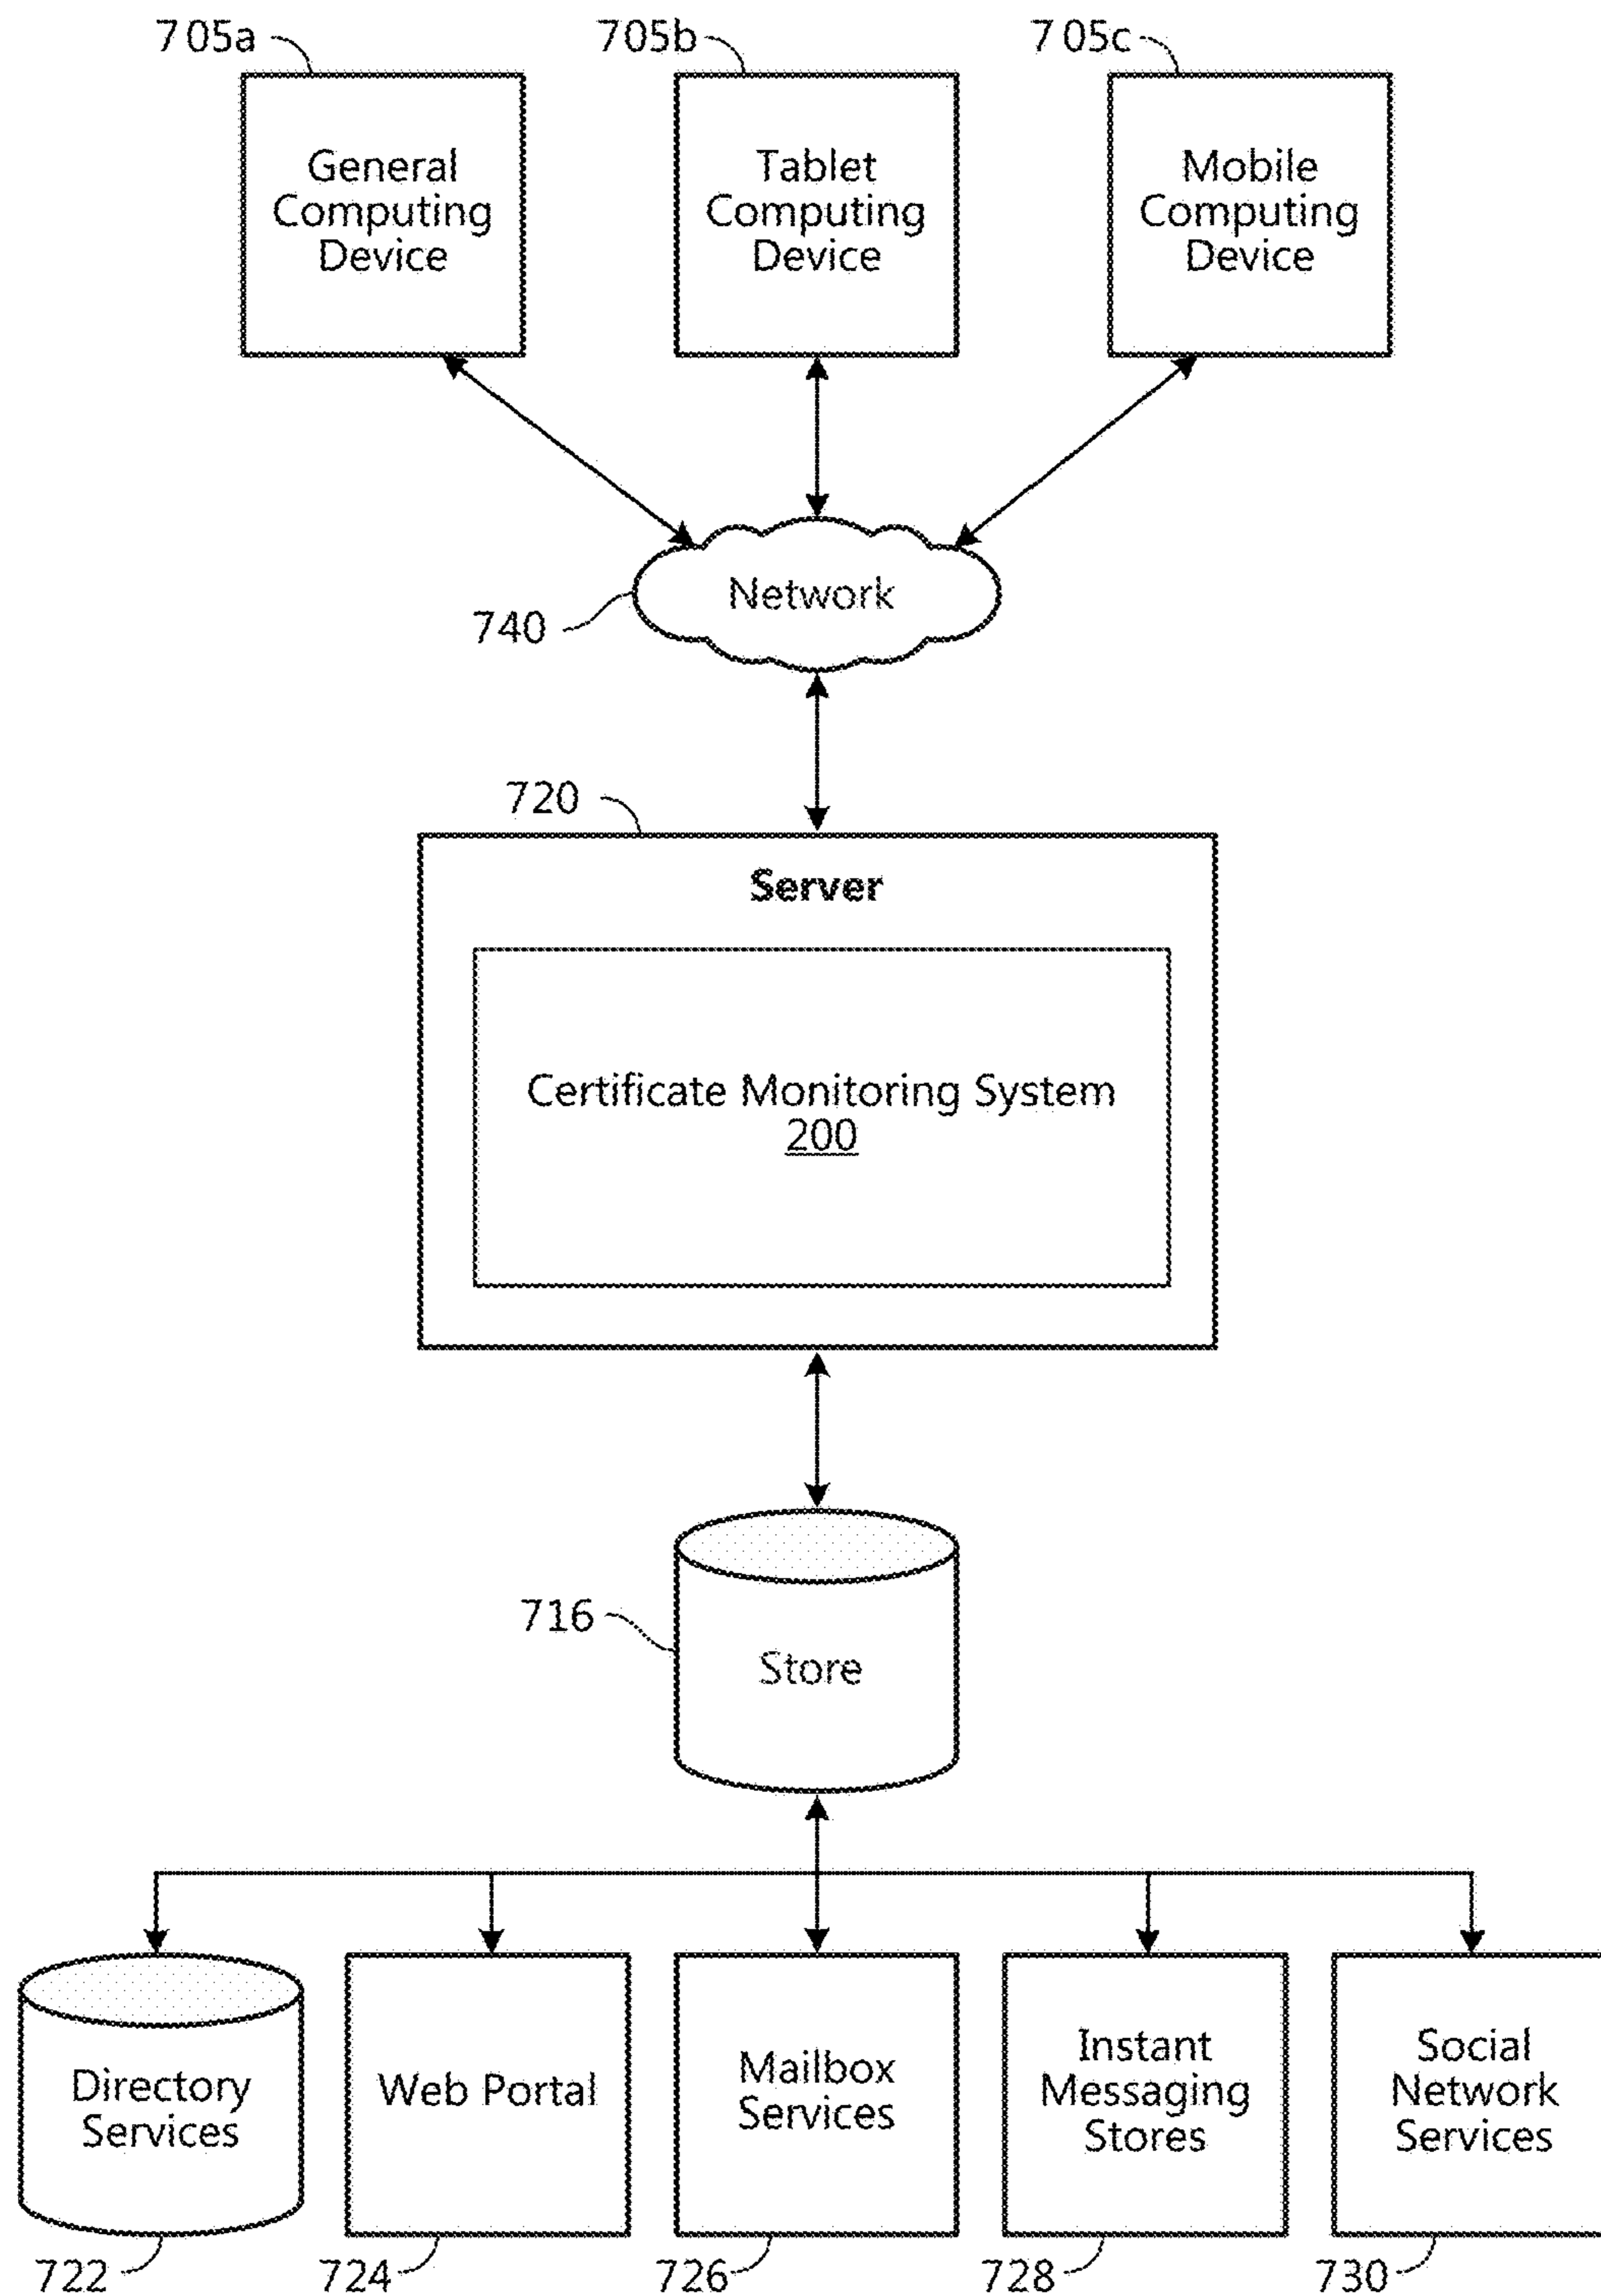 705a
705b
705c
General
Computing
Device
Tablet
Computing
Device
Mobile
Computing
Device
Network
740
720
Server
Certificate Monitoring System
200
716
Store
Directory
Services
Web Portal
Mailbox
Services
Instant
Messaging
Stores
Social
Network
Services
722
724
726
728
730